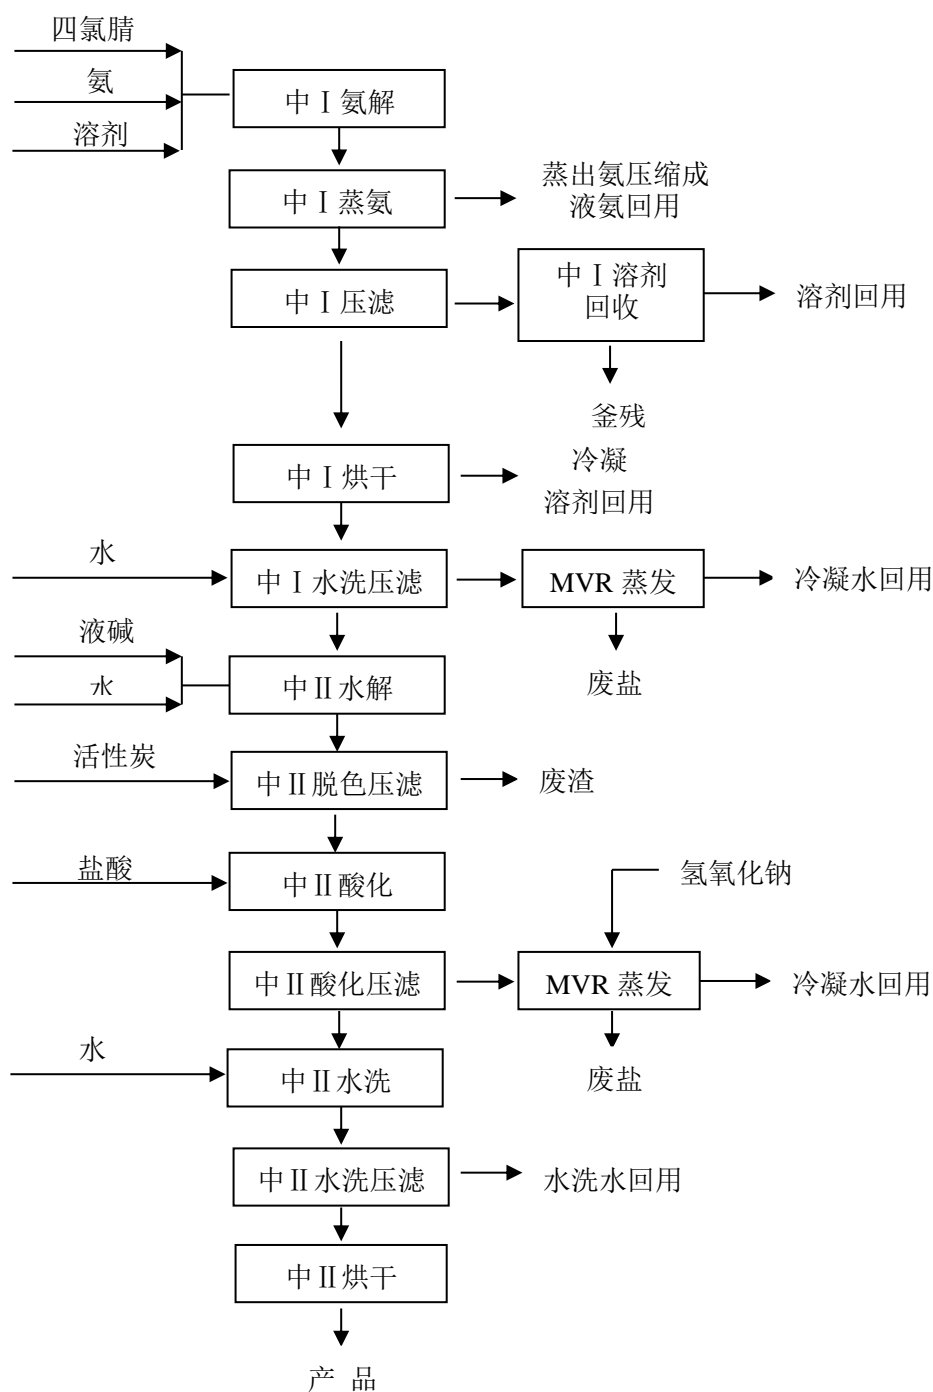 四氯腈
氨
溶剂
中Ⅰ氨解
中Ⅰ蒸氨
蒸出氨压缩成
液氨回用
中Ⅰ压滤
中Ⅰ溶剂
回收
溶剂回用
釜残
中Ⅰ烘干
冷凝
溶剂回用
水
中Ⅰ水洗压滤
MVR 蒸发
冷凝水回用
废盐
液碱
水
中Ⅱ水解
活性炭
中Ⅱ脱色压滤
废渣
盐酸
中Ⅱ酸化
氢氧化钠
中Ⅱ酸化压滤
MVR 蒸发
冷凝水回用
废盐
水
中Ⅱ水洗
中Ⅱ水洗压滤
水洗水回用
中Ⅱ烘干
产 品